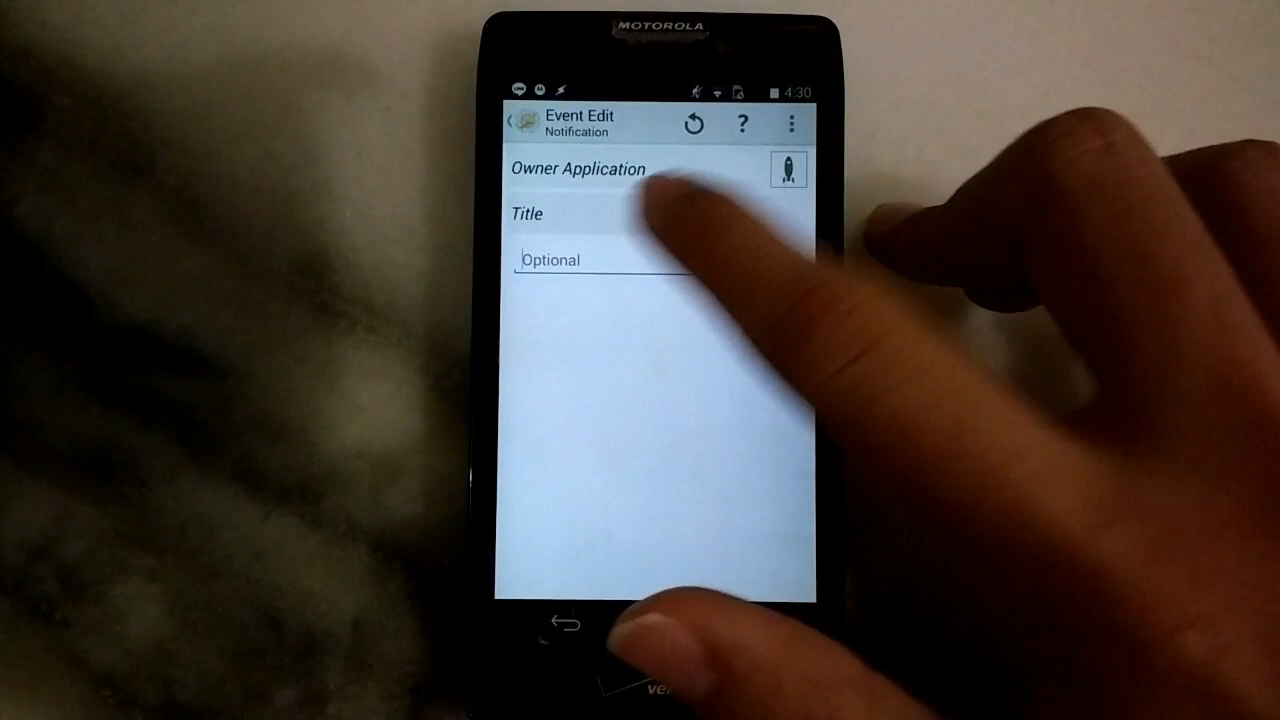 MOTOROLA
4:30
Event Edit
Notification
?
Owner Application
Title
Optional